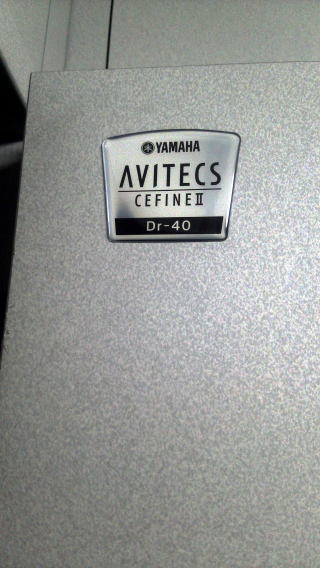 YAMAHA
AVITECS
CEFINE II
Dr-40